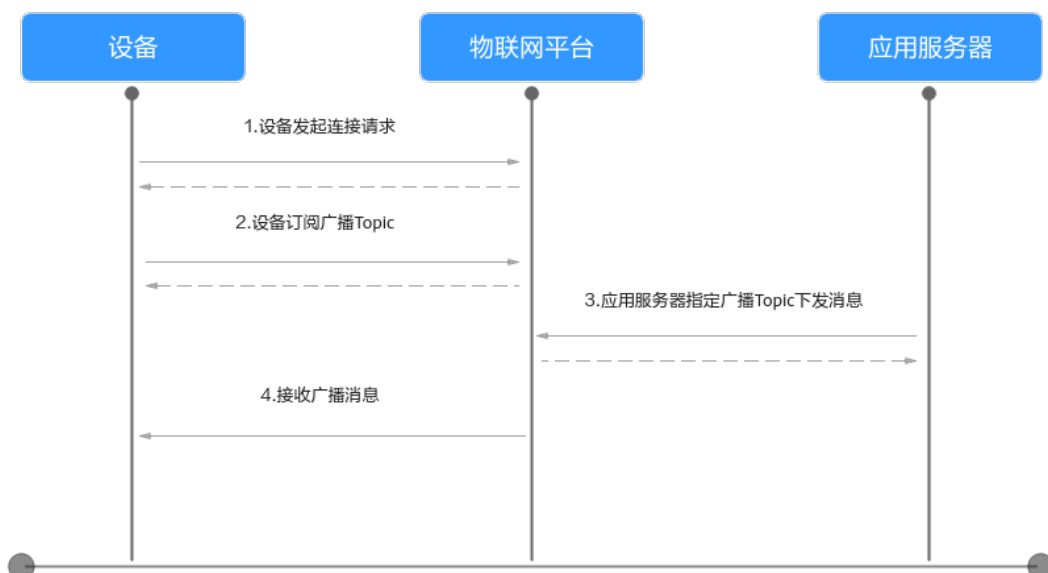 设备
物联网平台
应用服务器
1.设备发起连接请求
2.设备订阅广播Topic
3.应用服务器指定广播Topic下发消息
4.接收广播消息